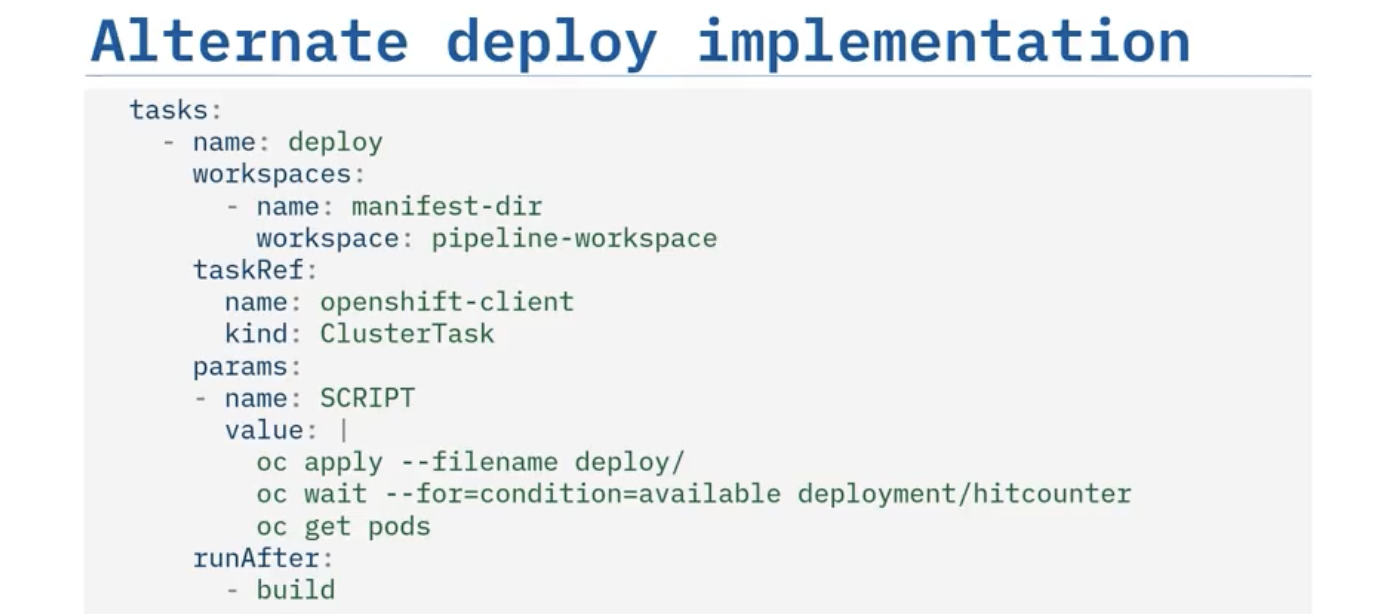 Alternate deploy implementation
tasks:
  - name: deploy
    workspaces:
      - name: manifest-dir
        workspace: pipeline-workspace
    taskRef:
      name: openshift-client
      kind: ClusterTask
    params:
    - name: SCRIPT
      value: |
        oc apply --filename deploy/
        oc wait --for=condition=available deployment/hitcounter
        oc get pods
    runAfter:
      - build